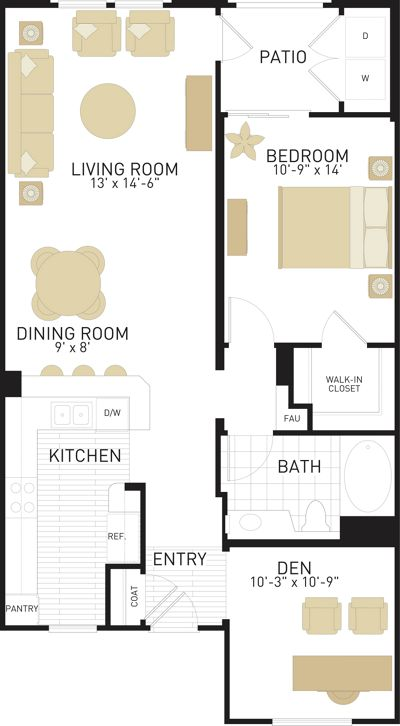 PATIO
D
W
LIVING ROOM
13' x 14'-6"
BEDROOM
10'-9" x 14'
DINING ROOM
9' x 8'
WALK-IN
CLOSET
D/W
FAU
KITCHEN
BATH
REF.
ENTRY
DEN
10'-3" x 10'-9"
COAT
PANTRY